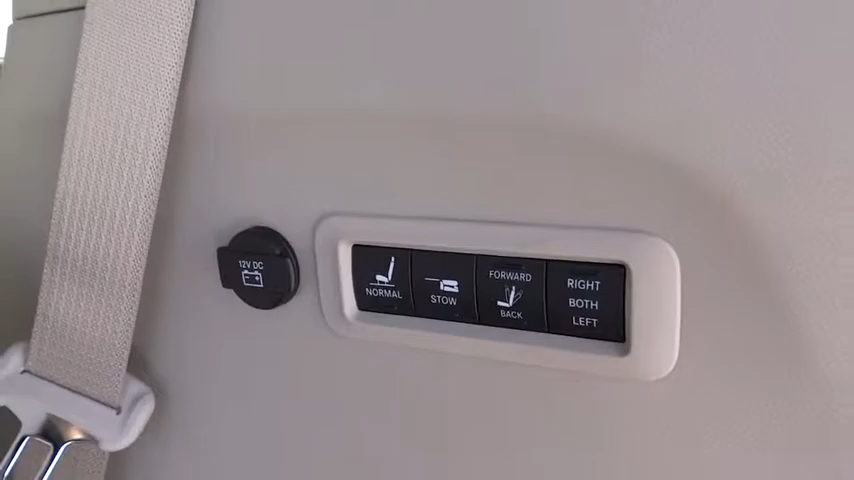 12V DC
NORMAL
STOW
FORWARD
BACK
RIGHT
BOTH
LEFT